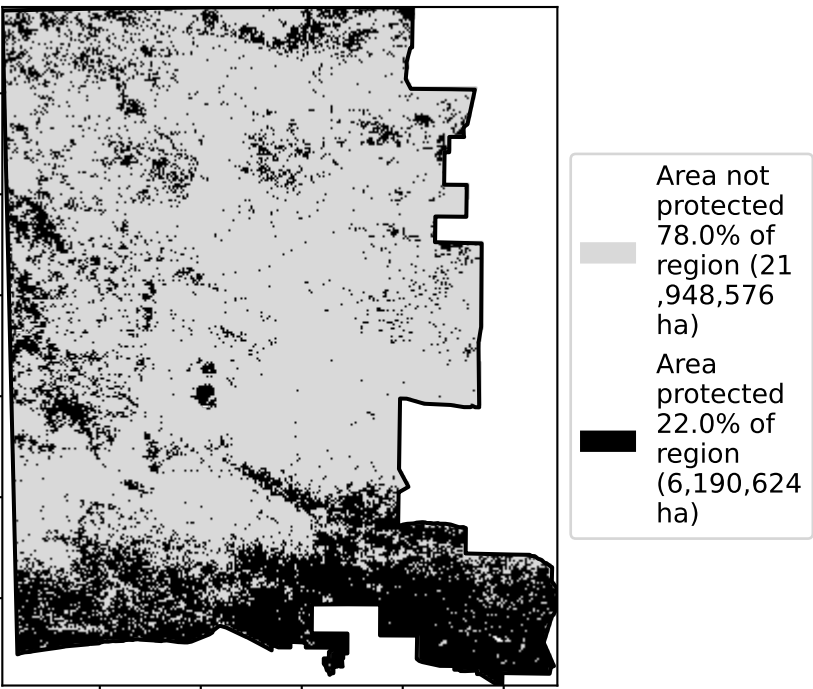 Area not
protected
78.0% of
region (21
,948,576
ha)
Area
protected
22.0% of
region
(6,190,624
ha)